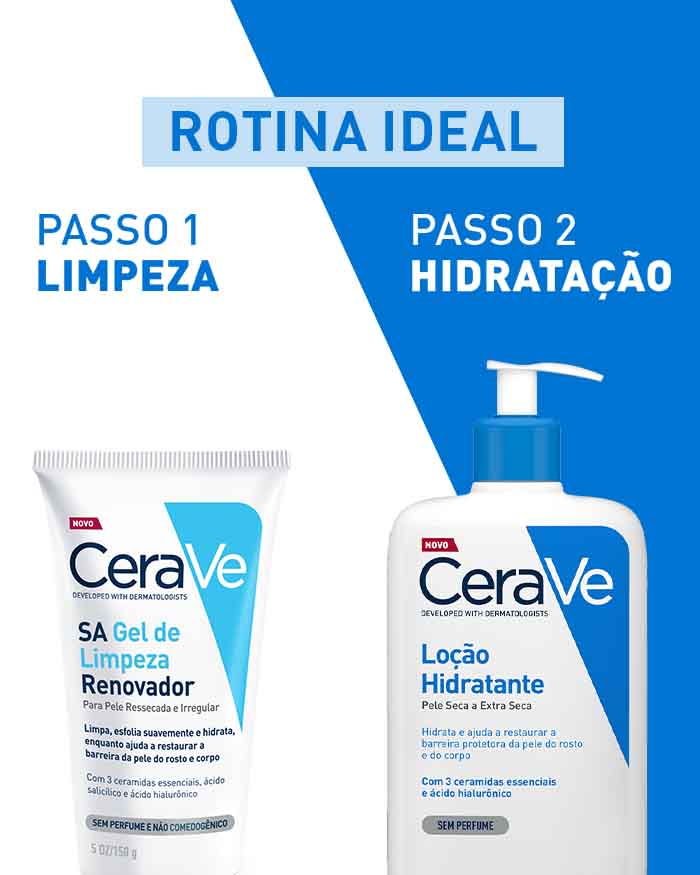 ROTINA IDEAL
PASSO 1
LIMPEZA
PASSO 2
HIDRATAÇÃO
NOVO
CeraVe
DEVELOPED WITH DERMATOLOGISTS
SA Gel de
Limpeza
Renovador
Para Pele Ressecada e Irregular
Limpa, esfolia suavemente e hidrata,
enquanto ajuda a restaurar a
barreira da pele do rosto e corpo
Com 3 ceramidas essenciais, ácido
salicílico e ácido hialurônico
SEM PERFUME E NÃO COMEDOGÊNICO
5 OZ/150 g
NOVO
CeraVe
DEVELOPED WITH DERMATOLOGISTS
Loção
Hidratante
Pele Seca a Extra Seca
Hidrata e ajuda a restaurar a
barreira protetora da pele do rosto
e do corpo
Com 3 ceramidas essenciais
e ácido hialurônico
SEM PERFUME